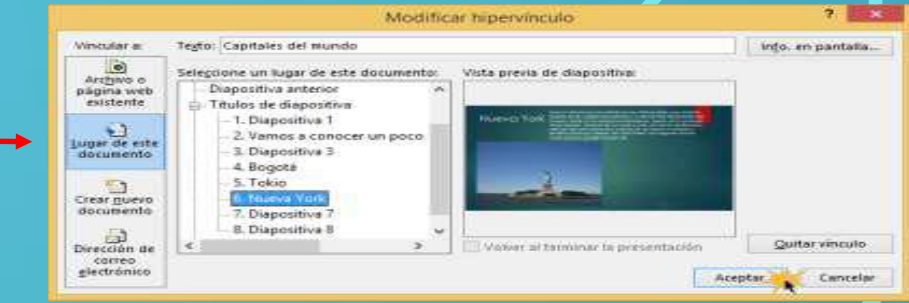 Modificar hipervínculo
?
Vincular a:
Texto: Capitales del mundo
Info. en pantalla...
Archivo o página web existente
Lugar de este documento
Crear nuevo documento
Dirección de correo electrónico
Seleccione un lugar de este documento:
Diapositiva anterior
Títulos de diapositiva
1. Diapositiva 1
2. Vamos a conocer un poco
3. Diapositiva 3
4. Bogotá
5. Tokio
6. Nueva York
7. Diapositiva 7
8. Diapositiva 8
Vista previa de diapositiva:
Nueva York
Volver al terminar la presentación
Quitar vínculo
Aceptar
Cancelar